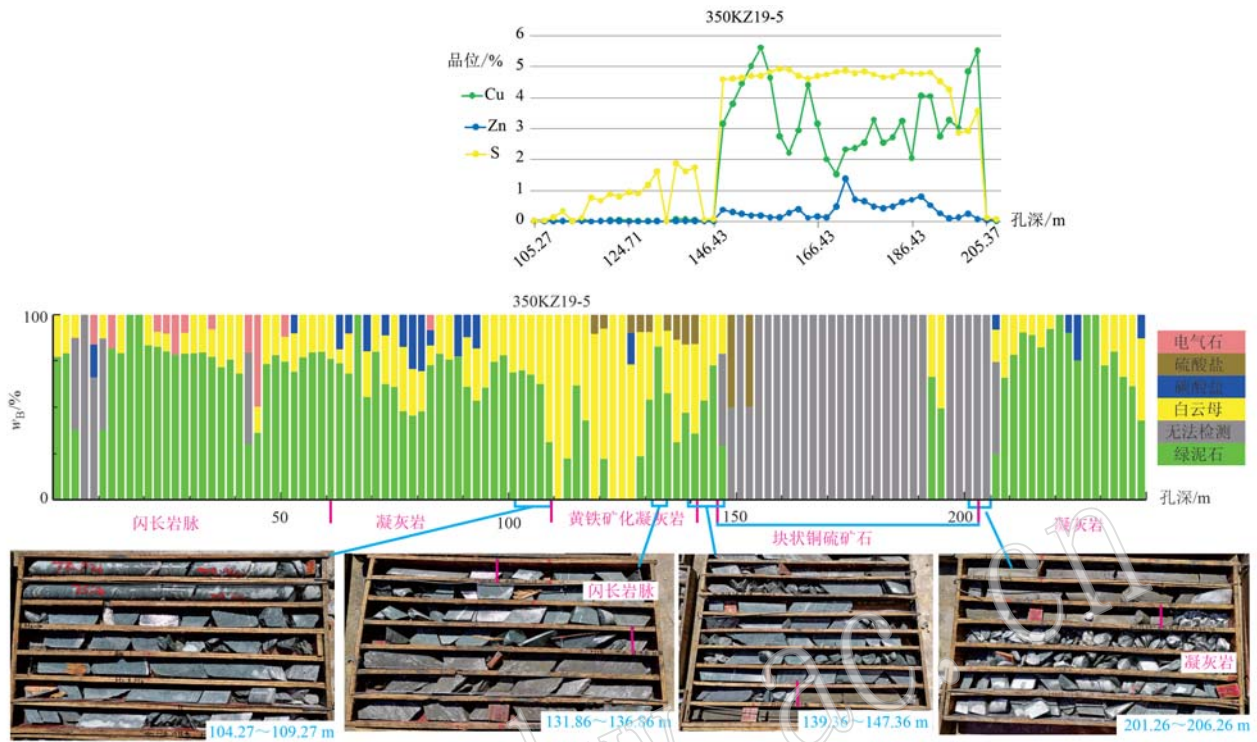 350KZ19-5
品位/%
Cu
Zn
S
6
5
4
3
2
1
0
105.27
124.71
146.43
166.43
186.43
205.37
孔深/m
350KZ19-5
100
0
w_B/%
电气石
硫酸盐
碳酸盐
白云母
无法检测
绿泥石
50
100
150
200
孔深/m
闪长岩脉
凝灰岩
黄铁矿化凝灰岩
块状铜硫矿石
凝灰岩
闪长岩脉
凝灰岩
104.27～109.27 m
131.86～136.86 m
139.36～147.36 m
201.26～206.26 m